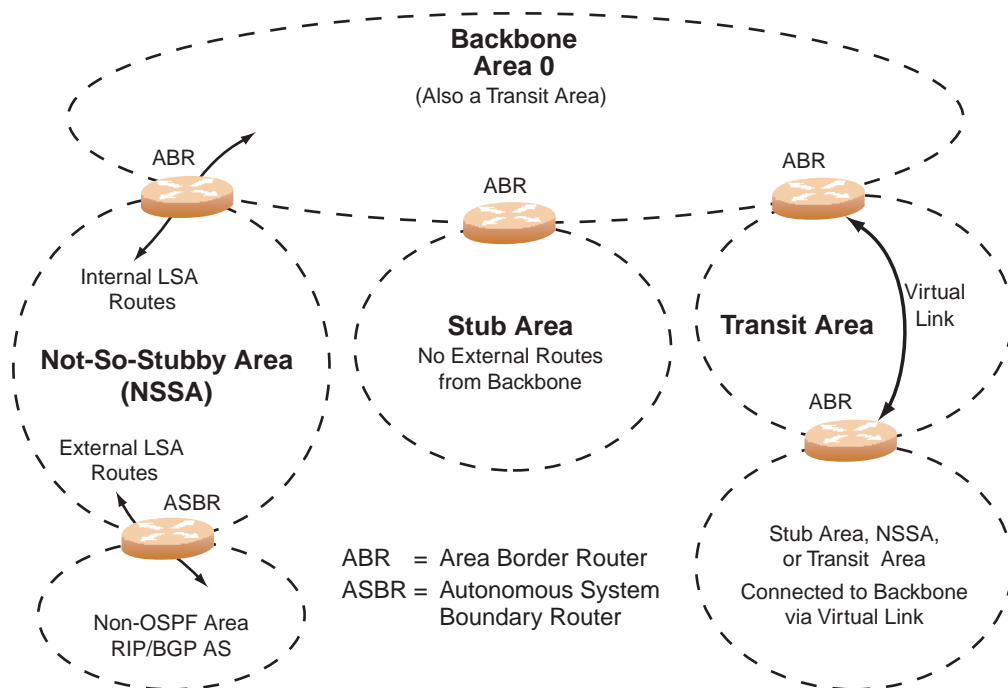 Backbone
Area 0
(Also a Transit Area)
ABR
ABR
ABR
Internal LSA
Routes
Not-So-Stubby Area
(NSSA)
External LSA
Routes
ASBR
Non-OSPF Area
RIP/BGP AS
Stub Area
No External Routes
from Backbone
Transit Area
Virtual
Link
ABR
Stub Area, NSSA,
or Transit Area
Connected to Backbone
via Virtual Link
ABR = Area Border Router
ASBR = Autonomous System
Boundary Router